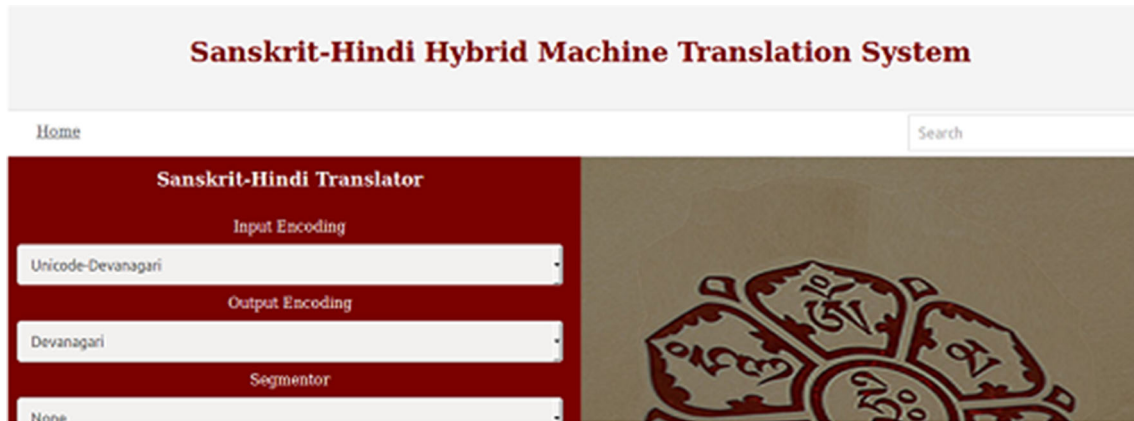 Sanskrit-Hindi Hybrid Machine Translation System
Home
Search
Sanskrit-Hindi Translator
Input Encoding
Unicode-Devanagari
Output Encoding
Devanagari
Segmentor
None